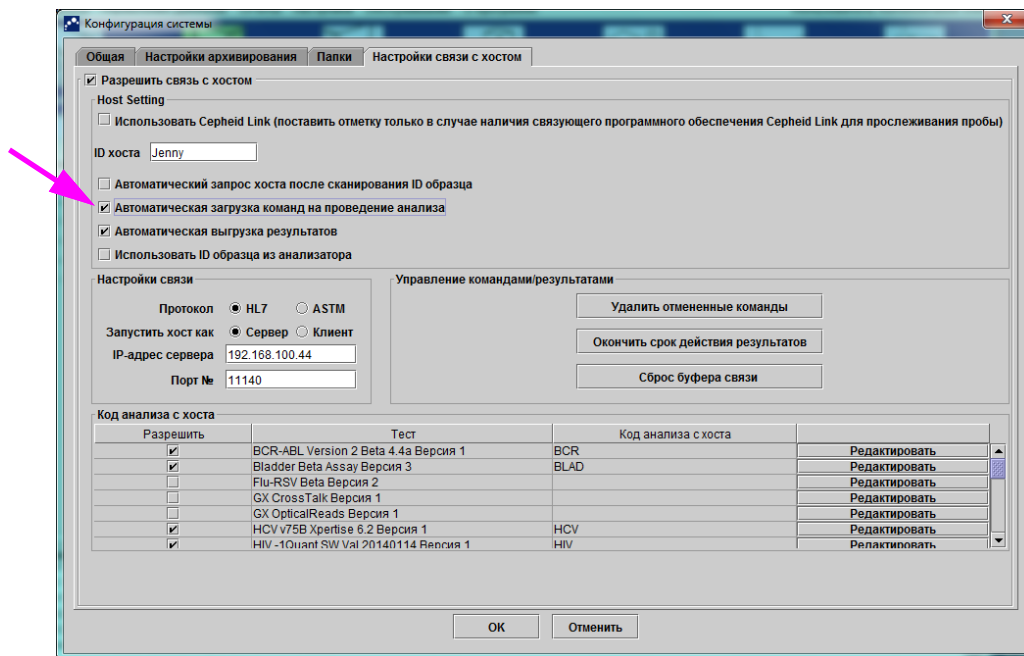 Конфигурация системы
Общая Настройки архивирования Папки Настройки связи с хостом
Разрешить связь с хостом
Host Setting
Использовать Cepheid Link (поставить отметку только в случае наличия связующего программного обеспечения Cepheid Link для прослеживания пробы)
ID хоста Jenny
Автоматический запрос хоста после сканирования ID образца
Автоматическая загрузка команд на проведение анализа
Автоматическая выгрузка результатов
Использовать ID образца из анализатора
Настройки связи
Протокол HL7 ASTM
Запустить хост как Сервер Клиент
IP-адрес сервера 192.168.100.44
Порт № 11140
Управление командами/результатами
Удалить отмененные команды
Окончить срок действия результатов
Сброс буфера связи
Код анализа с хоста
Разрешить Тест Код анализа с хоста
BCR-ABL Version 2 Beta 4.4a Версия 1 BCR Редактировать
Bladder Beta Assay Версия 3 BLAD Редактировать
Flu-RSV Beta Версия 2 Редактировать
GX CrossTalk Версия 1 Редактировать
GX OpticalReads Версия 1 Редактировать
HCV v75B Xpertise 6.2 Версия 1 HCV Редактировать
HIV -1Quant SW Val 20140114 Версия 1 HIV Редактировать
OK Отменить